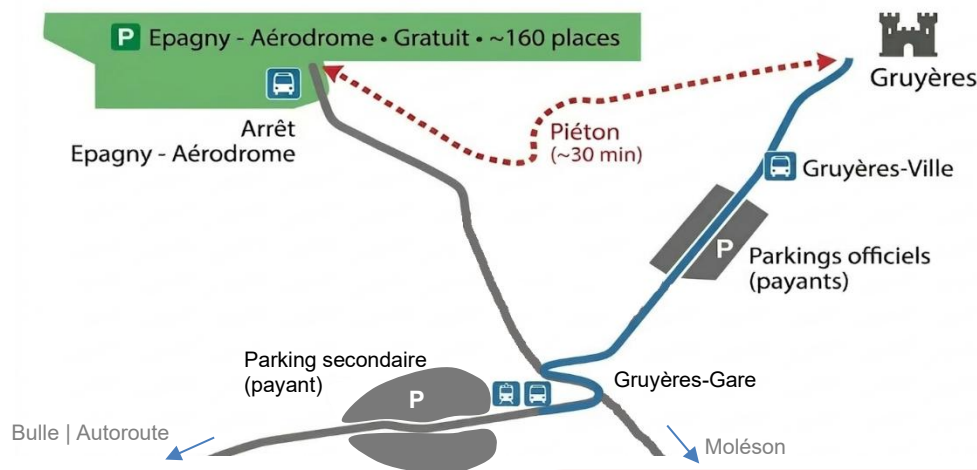 P Epagny - Aérodrome • Gratuit • ~160 places
Gruyères
Arrêt
Epagny - Aérodrome
Piéton
(~30 min)
Gruyères-Ville
P
Parkings officiels
(payants)
Parking secondaire
(payant)
P
Gruyères-Gare
Bulle | Autoroute
Moléson